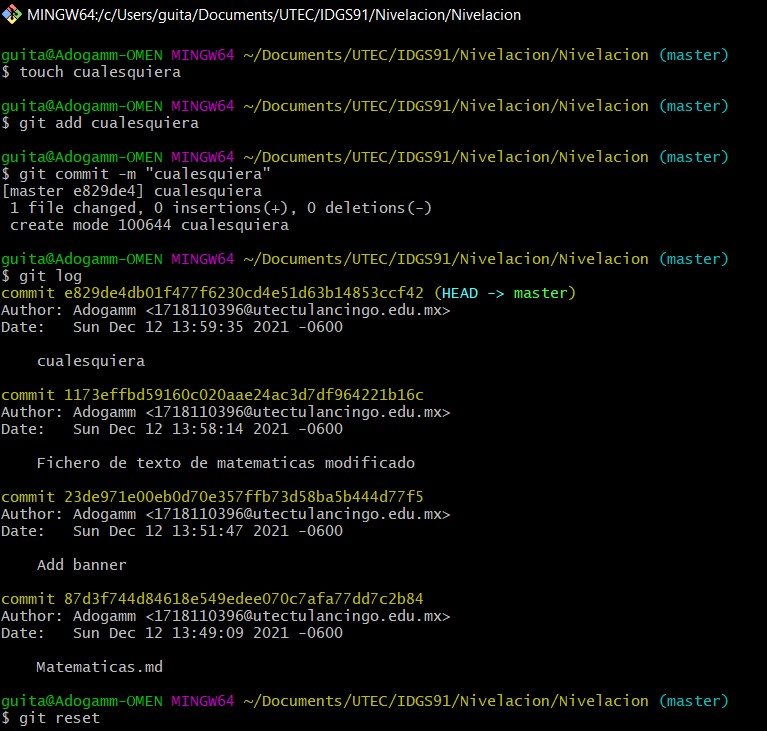 MINGW64:/c/Users/guita/Documents/UTEC/IDGS91/Nivelacion/Nivelacion
guita@Adogamm-OMEN MINGW64 ~/Documents/UTEC/IDGS91/Nivelacion/Nivelacion (master)
$ touch cualesquiera
guita@Adogamm-OMEN MINGW64 ~/Documents/UTEC/IDGS91/Nivelacion/Nivelacion (master)
$ git add cualesquiera
guita@Adogamm-OMEN MINGW64 ~/Documents/UTEC/IDGS91/Nivelacion/Nivelacion (master)
$ git commit -m "cualesquiera"
[master e829de4] cualesquiera
 1 file changed, 0 insertions(+), 0 deletions(-)
 create mode 100644 cualesquiera
guita@Adogamm-OMEN MINGW64 ~/Documents/UTEC/IDGS91/Nivelacion/Nivelacion (master)
$ git log
commit e829de4db01f477f6230cd4e51d63b14853ccf42 (HEAD -> master)
Author: Adogamm <1718110396@utectulancingo.edu.mx>
Date:   Sun Dec 12 13:59:35 2021 -0600
    cualesquiera
commit 1173effbd59160c020aae24ac3d7df964221b16c
Author: Adogamm <1718110396@utectulancingo.edu.mx>
Date:   Sun Dec 12 13:58:14 2021 -0600
    Fichero de texto de matematicas modificado
commit 23de971e00eb0d70e357ffb73d58ba5b444d77f5
Author: Adogamm <1718110396@utectulancingo.edu.mx>
Date:   Sun Dec 12 13:51:47 2021 -0600
    Add banner
commit 87d3f744d84618e549edee070c7afa77dd7c2b84
Author: Adogamm <1718110396@utectulancingo.edu.mx>
Date:   Sun Dec 12 13:49:09 2021 -0600
    Matematicas.md
guita@Adogamm-OMEN MINGW64 ~/Documents/UTEC/IDGS91/Nivelacion/Nivelacion (master)
$ git reset